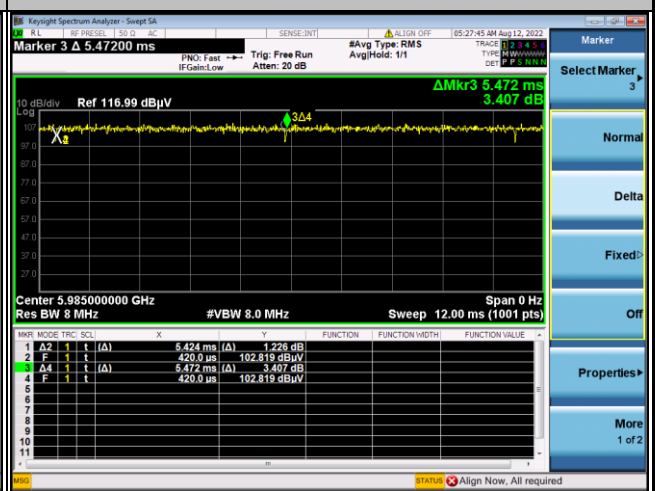 Keysight Spectrum Analyzer - Swept SA
RL RF PRESEL 50 Ω AC SENSE:INT ALIGN OFF 05:27:45 AM Aug 12, 2022
Marker 3 Δ 5.47200 ms
PNO: Fast
IFGain:Low
Trig: Free Run
Atten: 20 dB
#Avg Type: RMS
Avg|Hold: 1/1
TRACE 1 2 3 4 5 6
TYPE MWWWWW
DET P P S N N N
ΔMkr3 5.472 ms
3.407 dB
10 dB/div Ref 116.99 dBµV
Log
107
97.0
87.0
77.0
67.0
57.0
47.0
37.0
27.0
X
3Δ4
Center 5.985000000 GHz Span 0 Hz
Res BW 8 MHz #VBW 8.0 MHz Sweep 12.00 ms (1001 pts)
MKR MODE TRC SCL X Y FUNCTION FUNCTION WIDTH FUNCTION VALUE
1 Δ2 1 t (Δ) 5.424 ms (Δ) 1.226 dB
2 F 1 t 420.0 µs 102.819 dBµV
3 Δ4 1 t (Δ) 5.472 ms (Δ) 3.407 dB
4 F 1 t 420.0 µs 102.819 dBµV
5
6
7
8
9
10
11
MSG STATUS Align Now, All required
Marker
Select Marker
3
Normal
Delta
Fixed
Off
Properties
More
1 of 2